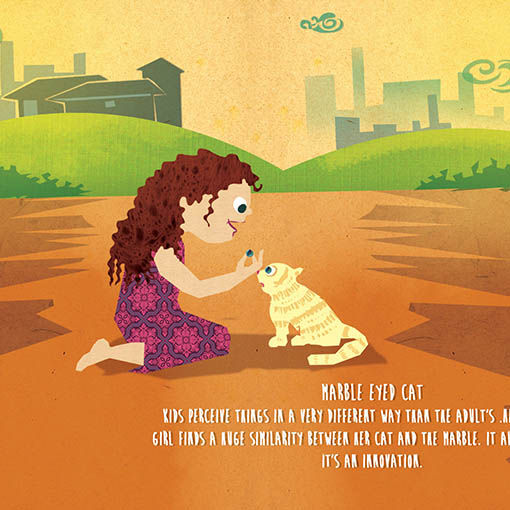 MARBLE EYED CAT
KIDS PERCEIVE THINGS IN A VERY DIFFERENT WAY THAN THE ADULT'S .
GIRL FINDS A HUGE SIMILARITY BETWEEN HER CAT AND THE MARBLE. IT
IT'S AN INNOVATION.